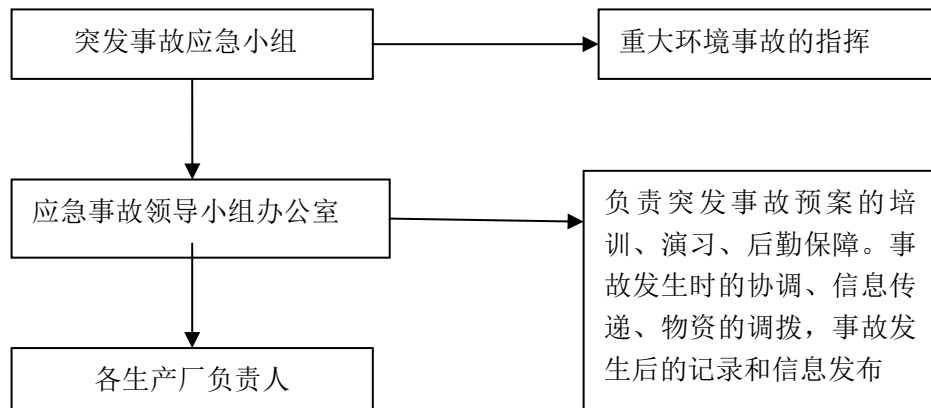 突发事故应急小组
重大环境事故的指挥
应急事故领导小组办公室
负责突发事故预案的培
训、演习、后勤保障。事
故发生时的协调、信息传
递、物资的调拨，事故发
生后的记录和信息发布
各生产厂负责人